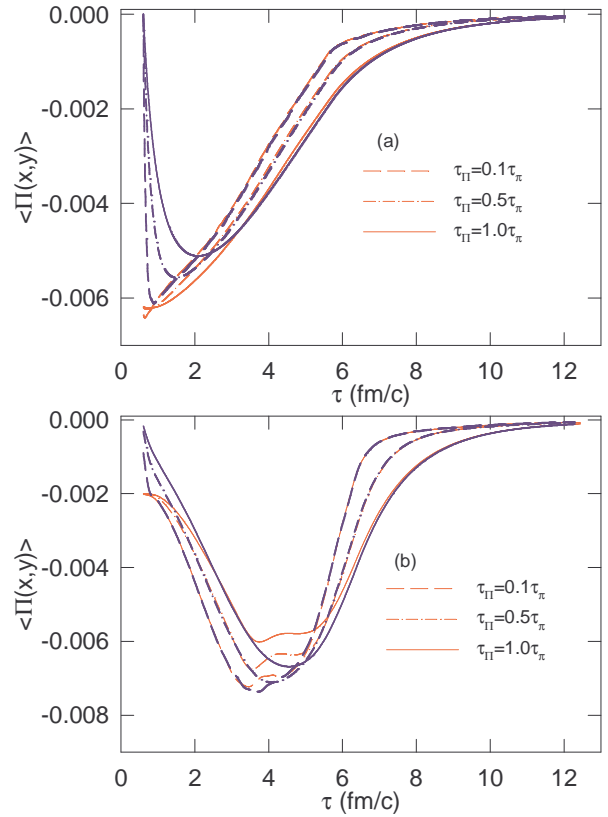 0.000
-0.002
-0.004
-0.006
<Π(x,y)>
(a)
τΠ=0.1τπ
τΠ=0.5τπ
τΠ=1.0τπ
0 2 4 6 8 10 12
τ (fm/c)
0.000
-0.002
-0.004
-0.006
-0.008
<Π(x,y)>
(b)
τΠ=0.1τπ
τΠ=0.5τπ
τΠ=1.0τπ
0 2 4 6 8 10 12
τ (fm/c)